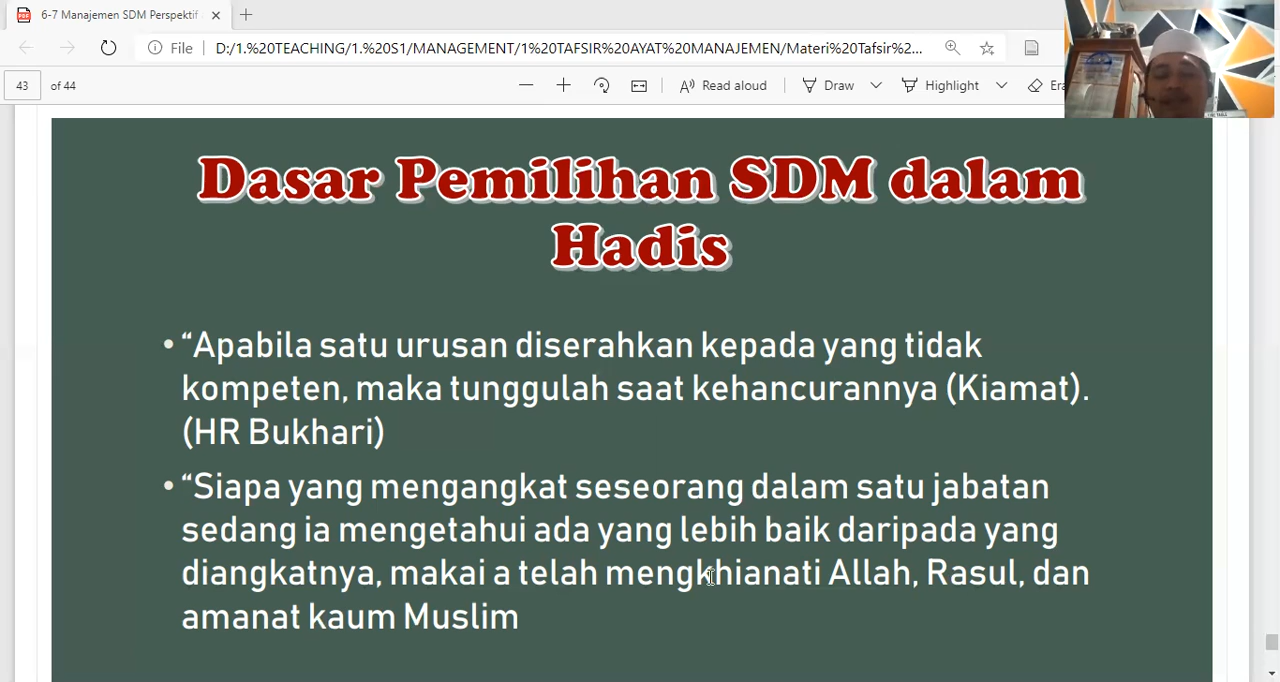 6-7 Manajemen SDM Perspektif
File
D:/1.%20TEACHING/1.%20S1/MANAGEMENT/1%20TAFSIR%20AYAT%20MANAJEMEN/Materi%20Tafsir%2...
43 of 44
Read aloud
Draw
Highlight
Era
Dasar Pemilihan SDM dalam
Hadis
• “Apabila satu urusan diserahkan kepada yang tidak
kompeten, maka tunggulah saat kehancurannya (Kiamat).
(HR Bukhari)
• “Siapa yang mengangkat seseorang dalam satu jabatan
sedang ia mengetahui ada yang lebih baik daripada yang
diangkatnya, makai a telah mengkhianati Allah, Rasul, dan
amanat kaum Muslim